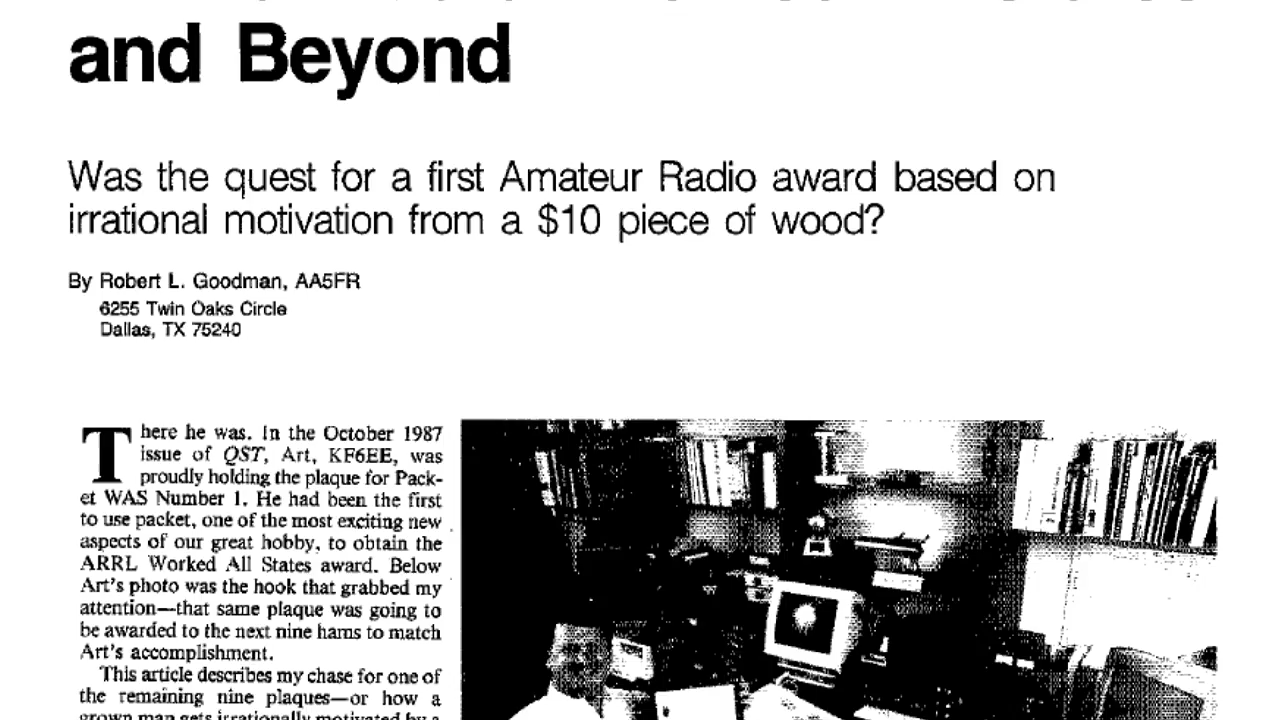 and Beyond
Was the quest for a first Amateur Radio award based on
irrational motivation from a $10 piece of wood?
By Robert L. Goodman, AA5FR
6255 Twin Oaks Circle
Dallas, TX 75240
There he was. In the October 1987
issue of QST, Art, KF6EE, was
proudly holding the plaque for Pack-
et WAS Number 1. He had been the first
to use packet, one of the most exciting new
aspects of our great hobby, to obtain the
ARRL Worked All States award. Below
Art's photo was the hook that grabbed my
attention—that same plaque was going to
be awarded to the next nine hams to match
Art's accomplishment.
This article describes my chase for one of
the remaining nine plaques—or how a
grown man gets irrationally motivated by a